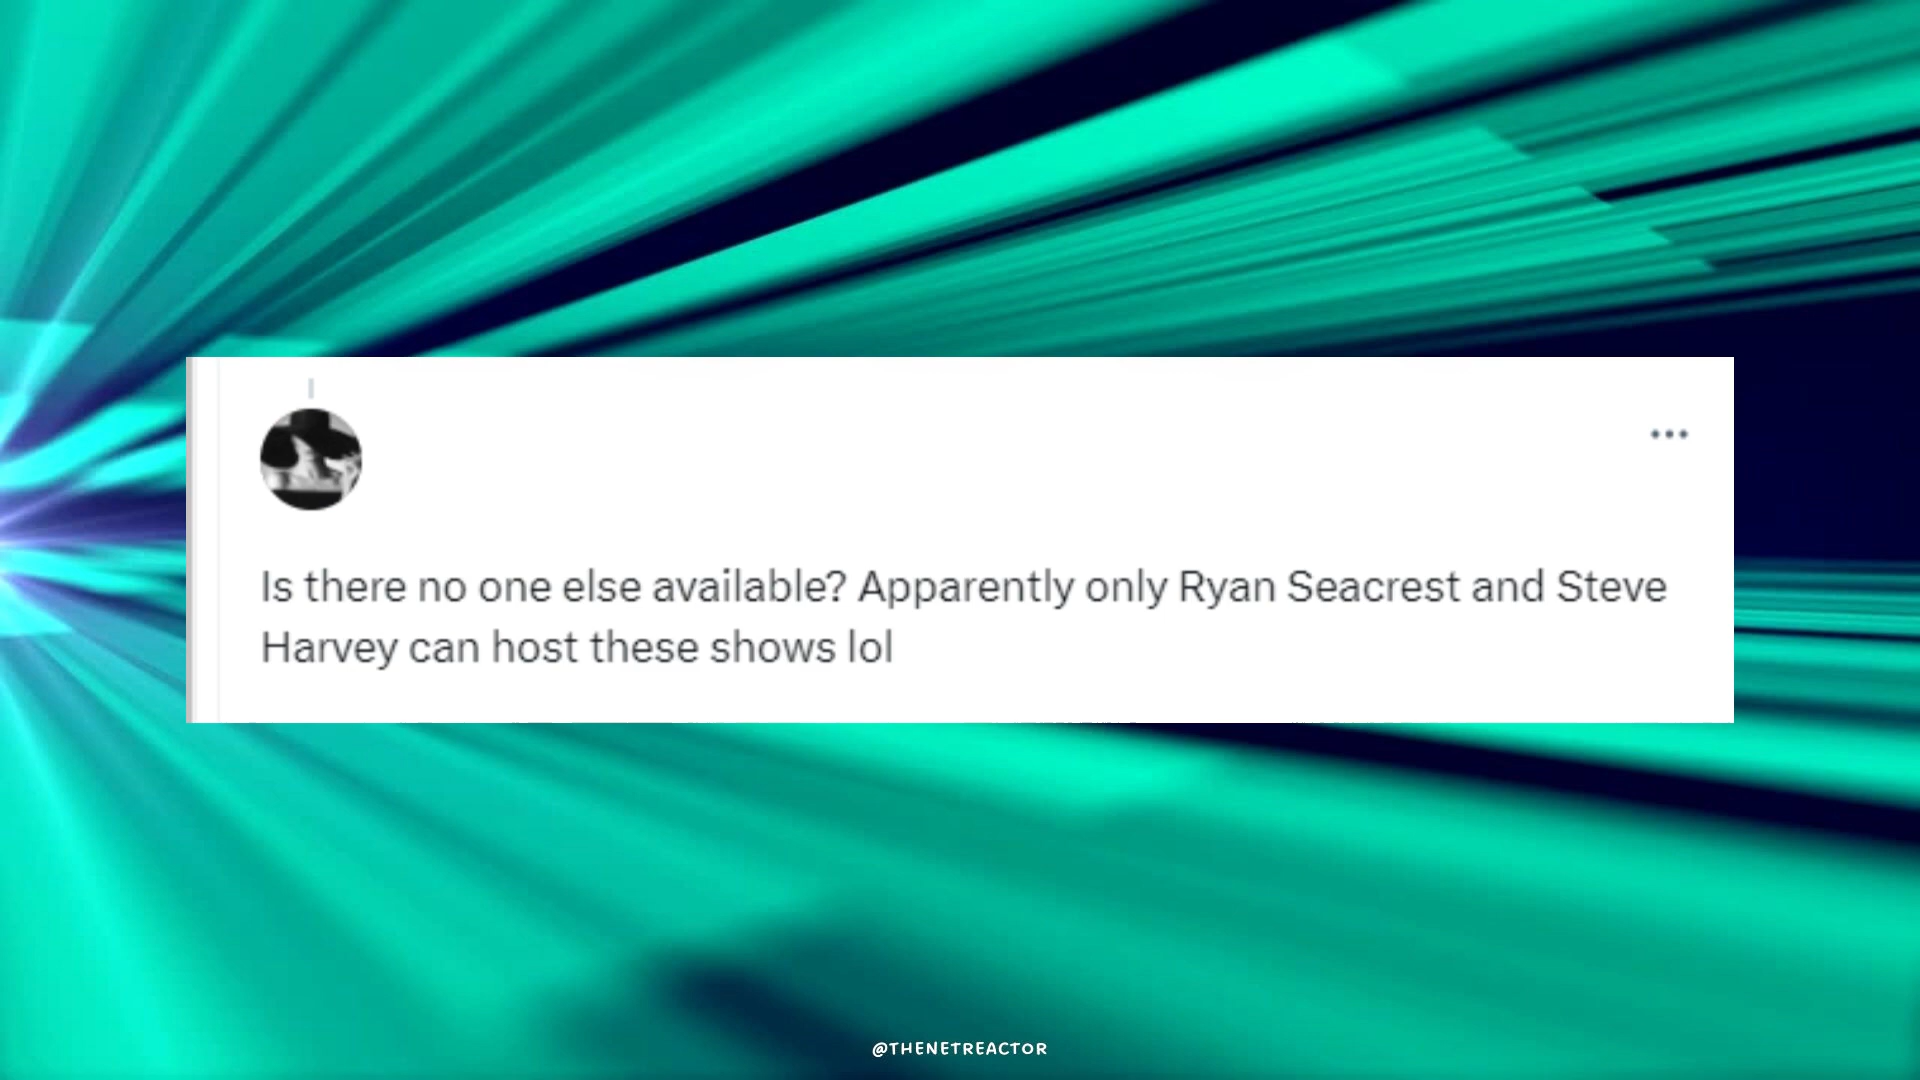 Is there no one else available? Apparently only Ryan Seacrest and Steve
Harvey can host these shows lol
@THENETREACTOR